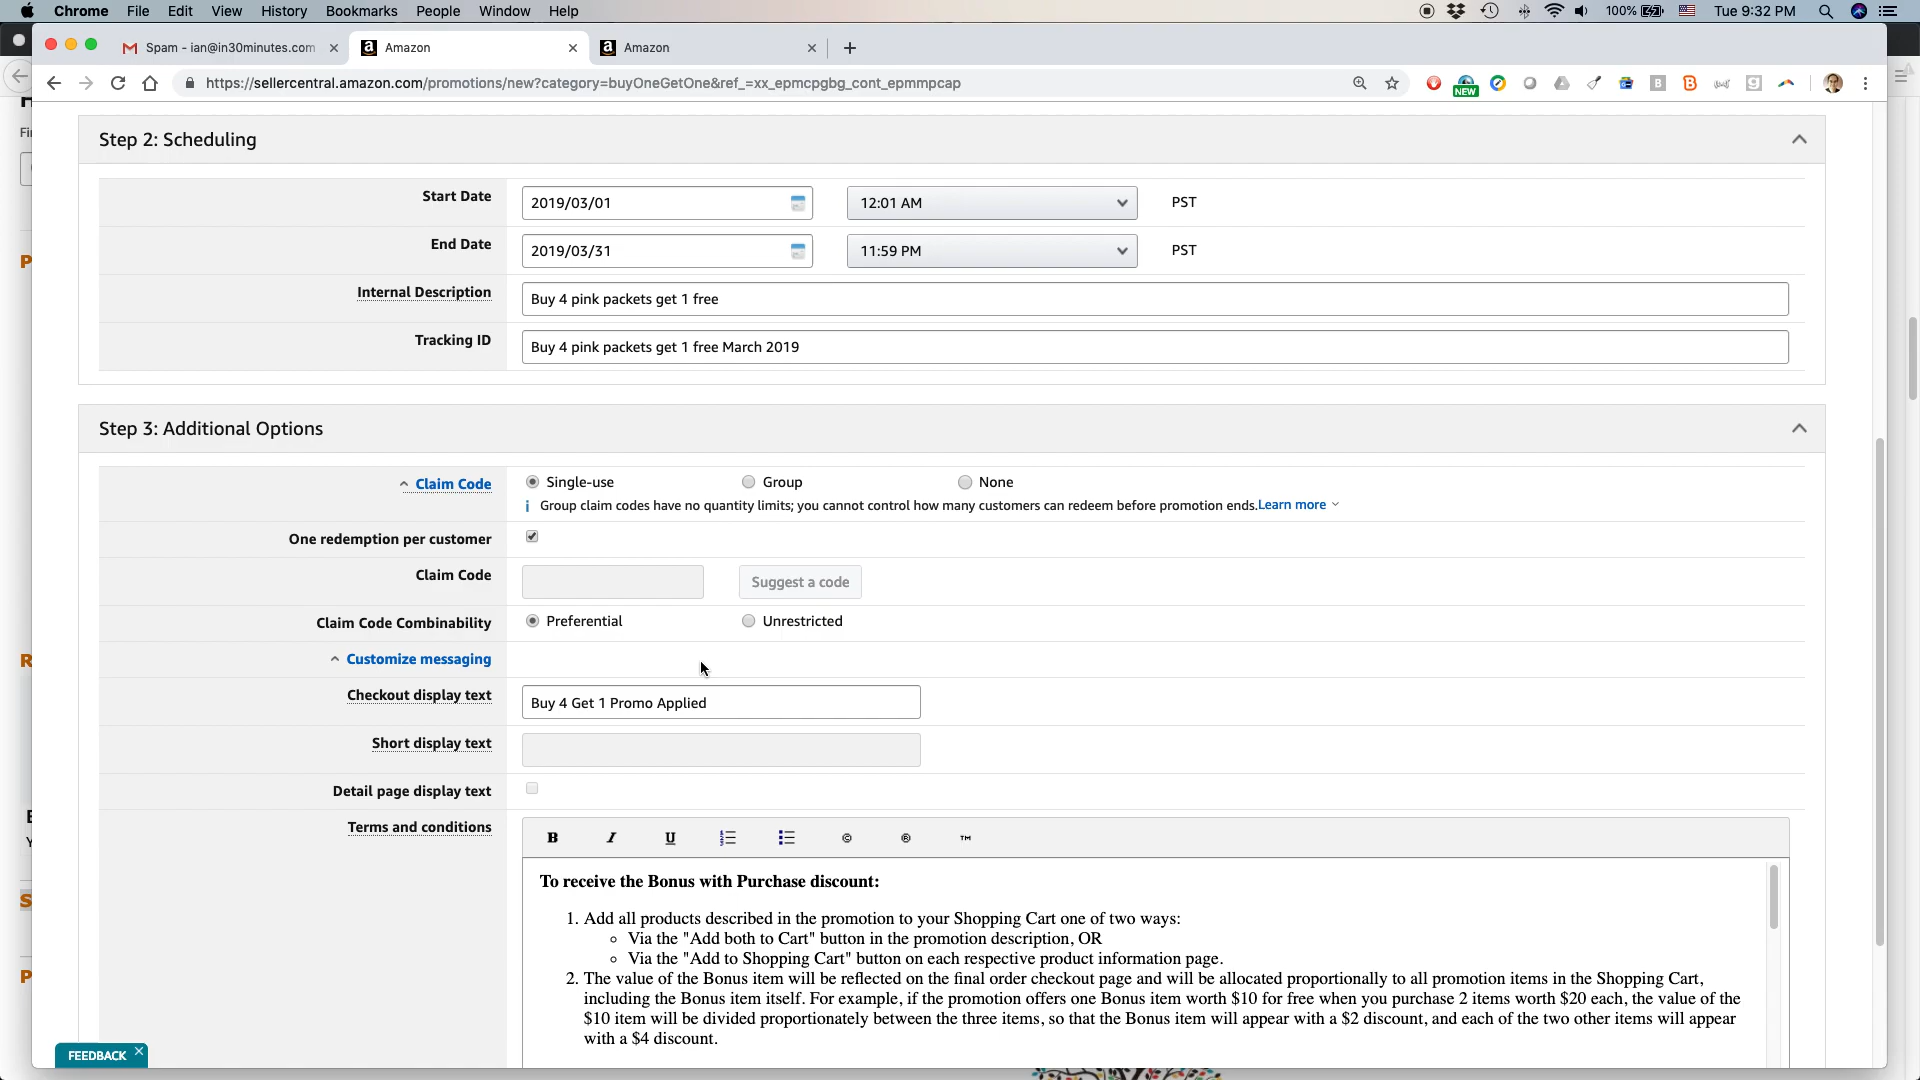 Chrome File Edit View History Bookmarks People Window Help 100% Tue 9:32 PM
Spam - ian@in30minutes.com Amazon Amazon
https://sellercentral.amazon.com/promotions/new?category=buyOneGetOne&ref_=xx_epmcpgbg_cont_epmmpcap NEW
Step 2: Scheduling
Start Date 2019/03/01 12:01 AM PST
End Date 2019/03/31 11:59 PM PST
Internal Description Buy 4 pink packets get 1 free
Tracking ID Buy 4 pink packets get 1 free March 2019
Step 3: Additional Options
Claim Code Single-use Group None
Group claim codes have no quantity limits; you cannot control how many customers can redeem before promotion ends.Learn more
One redemption per customer
Claim Code Suggest a code
Claim Code Combinability Preferential Unrestricted
Customize messaging
Checkout display text Buy 4 Get 1 Promo Applied
Short display text
Detail page display text
Terms and conditions B I U © ® ™
To receive the Bonus with Purchase discount:
1. Add all products described in the promotion to your Shopping Cart one of two ways:
Via the "Add both to Cart" button in the promotion description, OR
Via the "Add to Shopping Cart" button on each respective product information page.
2. The value of the Bonus item will be reflected on the final order checkout page and will be allocated proportionally to all promotion items in the Shopping Cart,
including the Bonus item itself. For example, if the promotion offers one Bonus item worth $10 for free when you purchase 2 items worth $20 each, the value of the
$10 item will be divided proportionately between the three items, so that the Bonus item will appear with a $2 discount, and each of the two other items will appear
with a $4 discount.
FEEDBACK